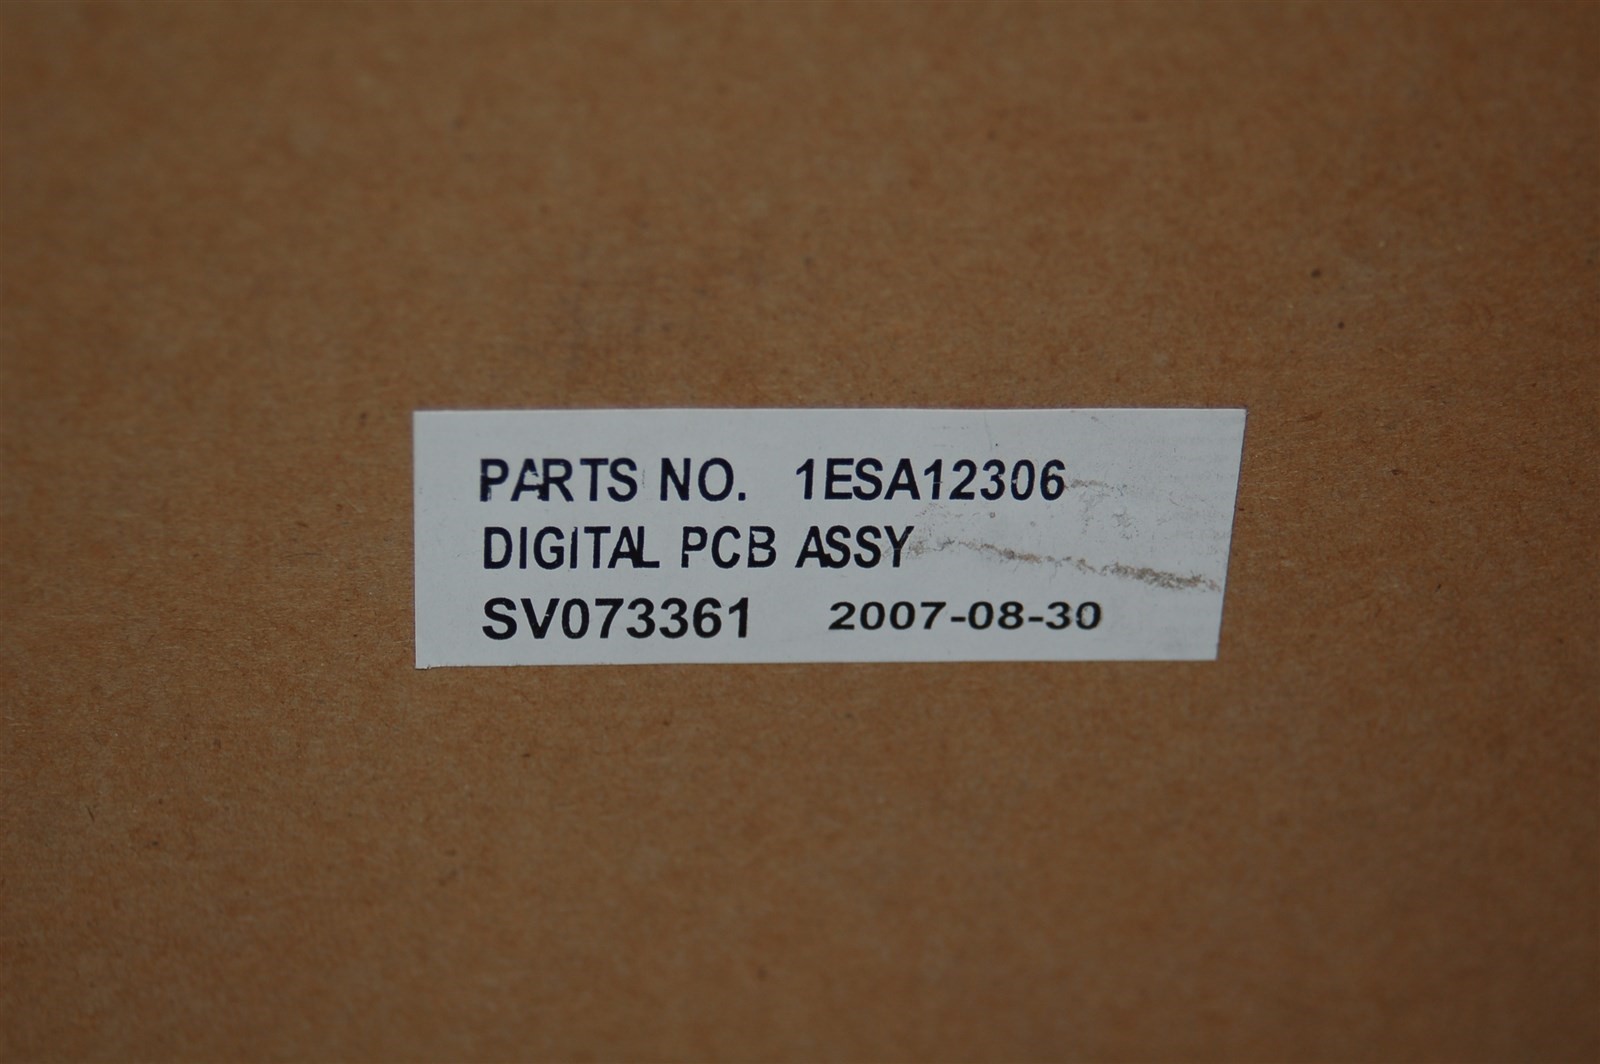 PARTS NO. 1ESA12306
DIGITAL PCB ASSY
SV073361 2007-08-30